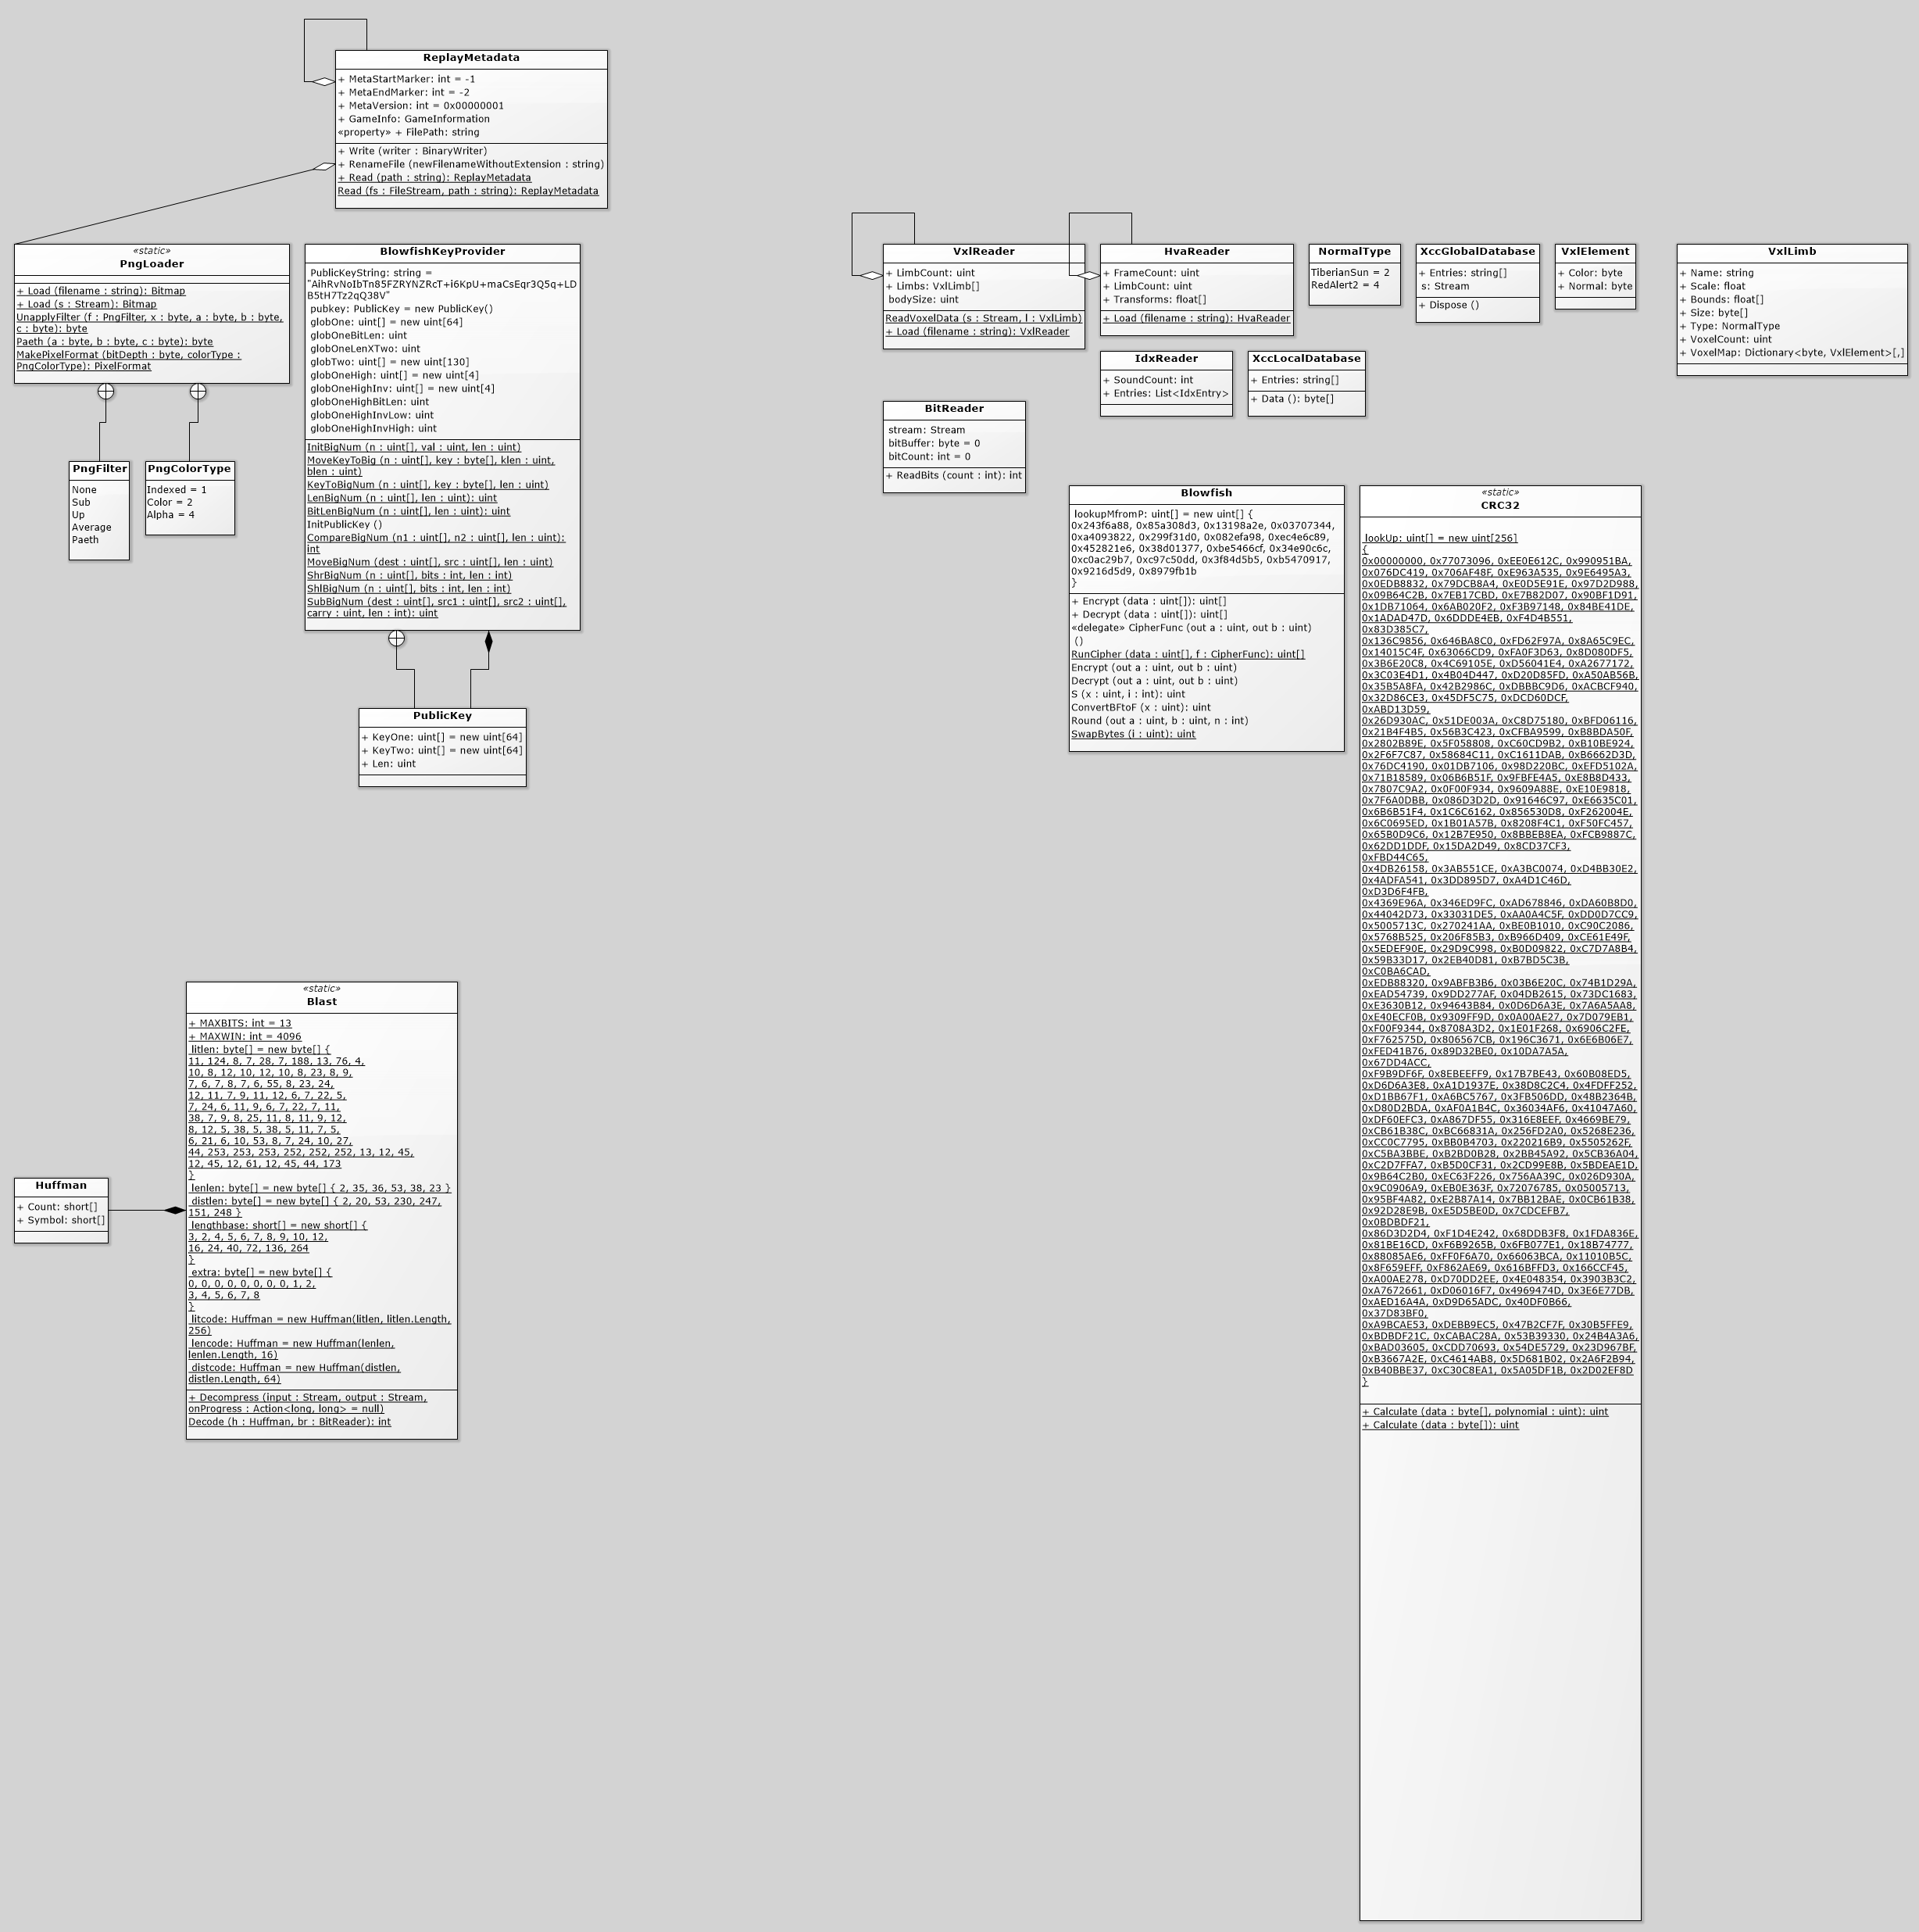 ReplayMetadata
+ MetaStartMarker: int = -1
+ MetaEndMarker: int = -2
+ MetaVersion: int = 0x00000001
+ GameInfo: GameInformation
«property» + FilePath: string
+ Write (writer : BinaryWriter)
+ RenameFile (newFilenameWithoutExtension : string)
+ Read (path : string): ReplayMetadata
Read (fs : FileStream, path : string): ReplayMetadata
«static»
PngLoader
+ Load (filename : string): Bitmap
+ Load (s : Stream): Bitmap
UnapplyFilter (f : PngFilter, x : byte, a : byte, b : byte,
c : byte): byte
Paeth (a : byte, b : byte, c : byte): byte
MakePixelFormat (bitDepth : byte, colorType :
PngColorType): PixelFormat
PngFilter
None
Sub
Up
Average
Paeth
PngColorType
Indexed = 1
Color = 2
Alpha = 4
BlowfishKeyProvider
PublicKeyString: string =
"AihRvNoIbTn85FZRYNZRcT+i6KpU+maCsEqr3Q5q+LD
B5tH7Tz2qQ38V"
pubkey: PublicKey = new PublicKey()
globOne: uint[] = new uint[64]
globOneBitLen: uint
globOneLenXTwo: uint
globTwo: uint[] = new uint[130]
globOneHigh: uint[] = new uint[4]
globOneHighInv: uint[] = new uint[4]
globOneHighBitLen: uint
globOneHighInvLow: uint
globOneHighInvHigh: uint
InitBigNum (n : uint[], val : uint, len : uint)
MoveKeyToBig (n : uint[], key : byte[], klen : uint,
blen : uint)
KeyToBigNum (n : uint[], key : byte[], len : uint)
LenBigNum (n : uint[], len : uint): uint
BitLenBigNum (n : uint[], len : uint): uint
InitPublicKey ()
CompareBigNum (n1 : uint[], n2 : uint[], len : uint):
int
MoveBigNum (dest : uint[], src : uint[], len : uint)
ShrBigNum (n : uint[], bits : int, len : int)
ShlBigNum (n : uint[], bits : int, len : int)
SubBigNum (dest : uint[], src1 : uint[], src2 : uint[],
carry : uint, len : int): uint
PublicKey
+ KeyOne: uint[] = new uint[64]
+ KeyTwo: uint[] = new uint[64]
+ Len: uint
VxlReader
+ LimbCount: uint
+ Limbs: VxlLimb[]
bodySize: uint
ReadVoxelData (s : Stream, l : VxlLimb)
+ Load (filename : string): VxlReader
HvaReader
+ FrameCount: uint
+ LimbCount: uint
+ Transforms: float[]
+ Load (filename : string): HvaReader
NormalType
TiberianSun = 2
RedAlert2 = 4
XccGlobalDatabase
+ Entries: string[]
s: Stream
+ Dispose ()
VxlElement
+ Color: byte
+ Normal: byte
VxlLimb
+ Name: string
+ Scale: float
+ Bounds: float[]
+ Size: byte[]
+ Type: NormalType
+ VoxelCount: uint
+ VoxelMap: Dictionary<byte, VxlElement>[,]
IdxReader
+ SoundCount: int
+ Entries: List<IdxEntry>
XccLocalDatabase
+ Entries: string[]
+ Data (): byte[]
BitReader
stream: Stream
bitBuffer: byte = 0
bitCount: int = 0
+ ReadBits (count : int): int
Blowfish
lookupMfromP: uint[] = new uint[] {
0x243f6a88, 0x85a308d3, 0x13198a2e, 0x03707344,
0xa4093822, 0x299f31d0, 0x082efa98, 0xec4e6c89,
0x452821e6, 0x38d01377, 0xbe5466cf, 0x34e90c6c,
0xc0ac29b7, 0xc97c50dd, 0x3f84d5b5, 0xb5470917,
0x9216d5d9, 0x8979fb1b
}
+ Encrypt (data : uint[]): uint[]
+ Decrypt (data : uint[]): uint[]
«delegate» CipherFunc (out a : uint, out b : uint)
()
RunCipher (data : uint[], f : CipherFunc): uint[]
Encrypt (out a : uint, out b : uint)
Decrypt (out a : uint, out b : uint)
S (x : uint, i : int): uint
ConvertBFtoF (x : uint): uint
Round (out a : uint, b : uint, n : int)
SwapBytes (i : uint): uint
«static»
CRC32
lookUp: uint[] = new uint[256]
{
0x00000000, 0x77073096, 0xEE0E612C, 0x990951BA,
0x076DC419, 0x706AF48F, 0xE963A535, 0x9E6495A3,
0x0EDB8832, 0x79DCB8A4, 0xE0D5E91E, 0x97D2D988,
0x09B64C2B, 0x7EB17CBD, 0xE7B82D07, 0x90BF1D91,
0x1DB71064, 0x6AB020F2, 0xF3B97148, 0x84BE41DE,
0x1ADAD47D, 0x6DDDE4EB, 0xF4D4B551,
0x83D385C7,
0x136C9856, 0x646BA8C0, 0xFD62F97A, 0x8A65C9EC,
0x14015C4F, 0x63066CD9, 0xFA0F3D63, 0x8D080DF5,
0x3B6E20C8, 0x4C69105E, 0xD56041E4, 0xA2677172,
0x3C03E4D1, 0x4B04D447, 0xD20D85FD, 0xA50AB56B,
0x35B5A8FA, 0x42B2986C, 0xDBBBC9D6, 0xACBCF940,
0x32D86CE3, 0x45DF5C75, 0xDCD60DCF,
0xABD13D59,
0x26D930AC, 0x51DE003A, 0xC8D75180, 0xBFD06116,
0x21B4F4B5, 0x56B3C423, 0xCFBA9599, 0xB8BDA50F,
0x2802B89E, 0x5F058808, 0xC60CD9B2, 0xB10BE924,
0x2F6F7C87, 0x58684C11, 0xC1611DAB, 0xB6662D3D,
0x76DC4190, 0x01DB7106, 0x98D220BC, 0xEFD5102A,
0x71B18589, 0x06B6B51F, 0x9FBFE4A5, 0xE8B8D433,
0x7807C9A2, 0x0F00F934, 0x9609A88E, 0xE10E9818,
0x7F6A0DBB, 0x086D3D2D, 0x91646C97, 0xE6635C01,
0x6B6B51F4, 0x1C6C6162, 0x856530D8, 0xF262004E,
0x6C0695ED, 0x1B01A57B, 0x8208F4C1, 0xF50FC457,
0x65B0D9C6, 0x12B7E950, 0x8BBEB8EA, 0xFCB9887C,
0x62DD1DDF, 0x15DA2D49, 0x8CD37CF3,
0xFBD44C65,
0x4DB26158, 0x3AB551CE, 0xA3BC0074, 0xD4BB30E2,
0x4ADFA541, 0x3DD895D7, 0xA4D1C46D,
0xD3D6F4FB,
0x4369E96A, 0x346ED9FC, 0xAD678846, 0xDA60B8D0,
0x44042D73, 0x33031DE5, 0xAA0A4C5F, 0xDD0D7CC9,
0x5005713C, 0x270241AA, 0xBE0B1010, 0xC90C2086,
0x5768B525, 0x206F85B3, 0xB966D409, 0xCE61E49F,
0x5EDEF90E, 0x29D9C998, 0xB0D09822, 0xC7D7A8B4,
0x59B33D17, 0x2EB40D81, 0xB7BD5C3B,
0xC0BA6CAD,
0xEDB88320, 0x9ABFB3B6, 0x03B6E20C, 0x74B1D29A,
0xEAD54739, 0x9DD277AF, 0x04DB2615, 0x73DC1683,
0xE3630B12, 0x94643B84, 0x0D6D6A3E, 0x7A6A5AA8,
0xE40ECF0B, 0x9309FF9D, 0x0A00AE27, 0x7D079EB1,
0xF00F9344, 0x8708A3D2, 0x1E01F268, 0x6906C2FE,
0xF762575D, 0x806567CB, 0x196C3671, 0x6E6B06E7,
0xFED41B76, 0x89D32BE0, 0x10DA7A5A,
0x67DD4ACC,
0xF9B9DF6F, 0x8EBEEFF9, 0x17B7BE43, 0x60B08ED5,
0xD6D6A3E8, 0xA1D1937E, 0x38D8C2C4, 0x4FDFF252,
0xD1BB67F1, 0xA6BC5767, 0x3FB506DD, 0x48B2364B,
0xD80D2BDA, 0xAF0A1B4C, 0x36034AF6, 0x41047A60,
0xDF60EFC3, 0xA867DF55, 0x316E8EEF, 0x4669BE79,
0xCB61B38C, 0xBC66831A, 0x256FD2A0, 0x5268E236,
0xCC0C7795, 0xBB0B4703, 0x220216B9, 0x5505262F,
0xC5BA3BBE, 0xB2BD0B28, 0x2BB45A92, 0x5CB36A04,
0xC2D7FFA7, 0xB5D0CF31, 0x2CD99E8B, 0x5BDEAE1D,
0x9B64C2B0, 0xEC63F226, 0x756AA39C, 0x026D930A,
0x9C0906A9, 0xEB0E363F, 0x72076785, 0x05005713,
0x95BF4A82, 0xE2B87A14, 0x7BB12BAE, 0x0CB61B38,
0x92D28E9B, 0xE5D5BE0D, 0x7CDCEFB7,
0x0BDBDF21,
0x86D3D2D4, 0xF1D4E242, 0x68DDB3F8, 0x1FDA836E,
0x81BE16CD, 0xF6B9265B, 0x6FB077E1, 0x18B74777,
0x88085AE6, 0xFF0F6A70, 0x66063BCA, 0x11010B5C,
0x8F659EFF, 0xF862AE69, 0x616BFFD3, 0x166CCF45,
0xA00AE278, 0xD70DD2EE, 0x4E048354, 0x3903B3C2,
0xA7672661, 0xD06016F7, 0x4969474D, 0x3E6E77DB,
0xAED16A4A, 0xD9D65ADC, 0x40DF0B66,
0x37D83BF0,
0xA9BCAE53, 0xDEBB9EC5, 0x47B2CF7F, 0x30B5FFE9,
0xBDBDF21C, 0xCABAC28A, 0x53B39330, 0x24B4A3A6,
0xBAD03605, 0xCDD70693, 0x54DE5729, 0x23D967BF,
0xB3667A2E, 0xC4614AB8, 0x5D681B02, 0x2A6F2B94,
0xB40BBE37, 0xC30C8EA1, 0x5A05DF1B, 0x2D02EF8D
}
+ Calculate (data : byte[], polynomial : uint): uint
+ Calculate (data : byte[]): uint
«static»
Blast
+ MAXBITS: int = 13
+ MAXWIN: int = 4096
litlen: byte[] = new byte[] {
11, 124, 8, 7, 28, 7, 188, 13, 76, 4,
10, 8, 12, 10, 12, 10, 8, 23, 8, 9,
7, 6, 7, 8, 7, 6, 55, 8, 23, 24,
12, 11, 7, 9, 11, 12, 6, 7, 22, 5,
7, 24, 6, 11, 9, 6, 7, 22, 7, 11,
38, 7, 9, 8, 25, 11, 8, 11, 9, 12,
8, 12, 5, 38, 5, 38, 5, 11, 7, 5,
6, 21, 6, 10, 53, 8, 7, 24, 10, 27,
44, 253, 253, 253, 252, 252, 252, 13, 12, 45,
12, 45, 12, 61, 12, 45, 44, 173
}
lenlen: byte[] = new byte[] { 2, 35, 36, 53, 38, 23 }
distlen: byte[] = new byte[] { 2, 20, 53, 230, 247,
151, 248 }
lengthbase: short[] = new short[] {
3, 2, 4, 5, 6, 7, 8, 9, 10, 12,
16, 24, 40, 72, 136, 264
}
extra: byte[] = new byte[] {
0, 0, 0, 0, 0, 0, 0, 0, 1, 2,
3, 4, 5, 6, 7, 8
}
litcode: Huffman = new Huffman(litlen, litlen.Length,
256)
lencode: Huffman = new Huffman(lenlen,
lenlen.Length, 16)
distcode: Huffman = new Huffman(distlen,
distlen.Length, 64)
+ Decompress (input : Stream, output : Stream,
onProgress : Action<long, long> = null)
Decode (h : Huffman, br : BitReader): int
Huffman
+ Count: short[]
+ Symbol: short[]